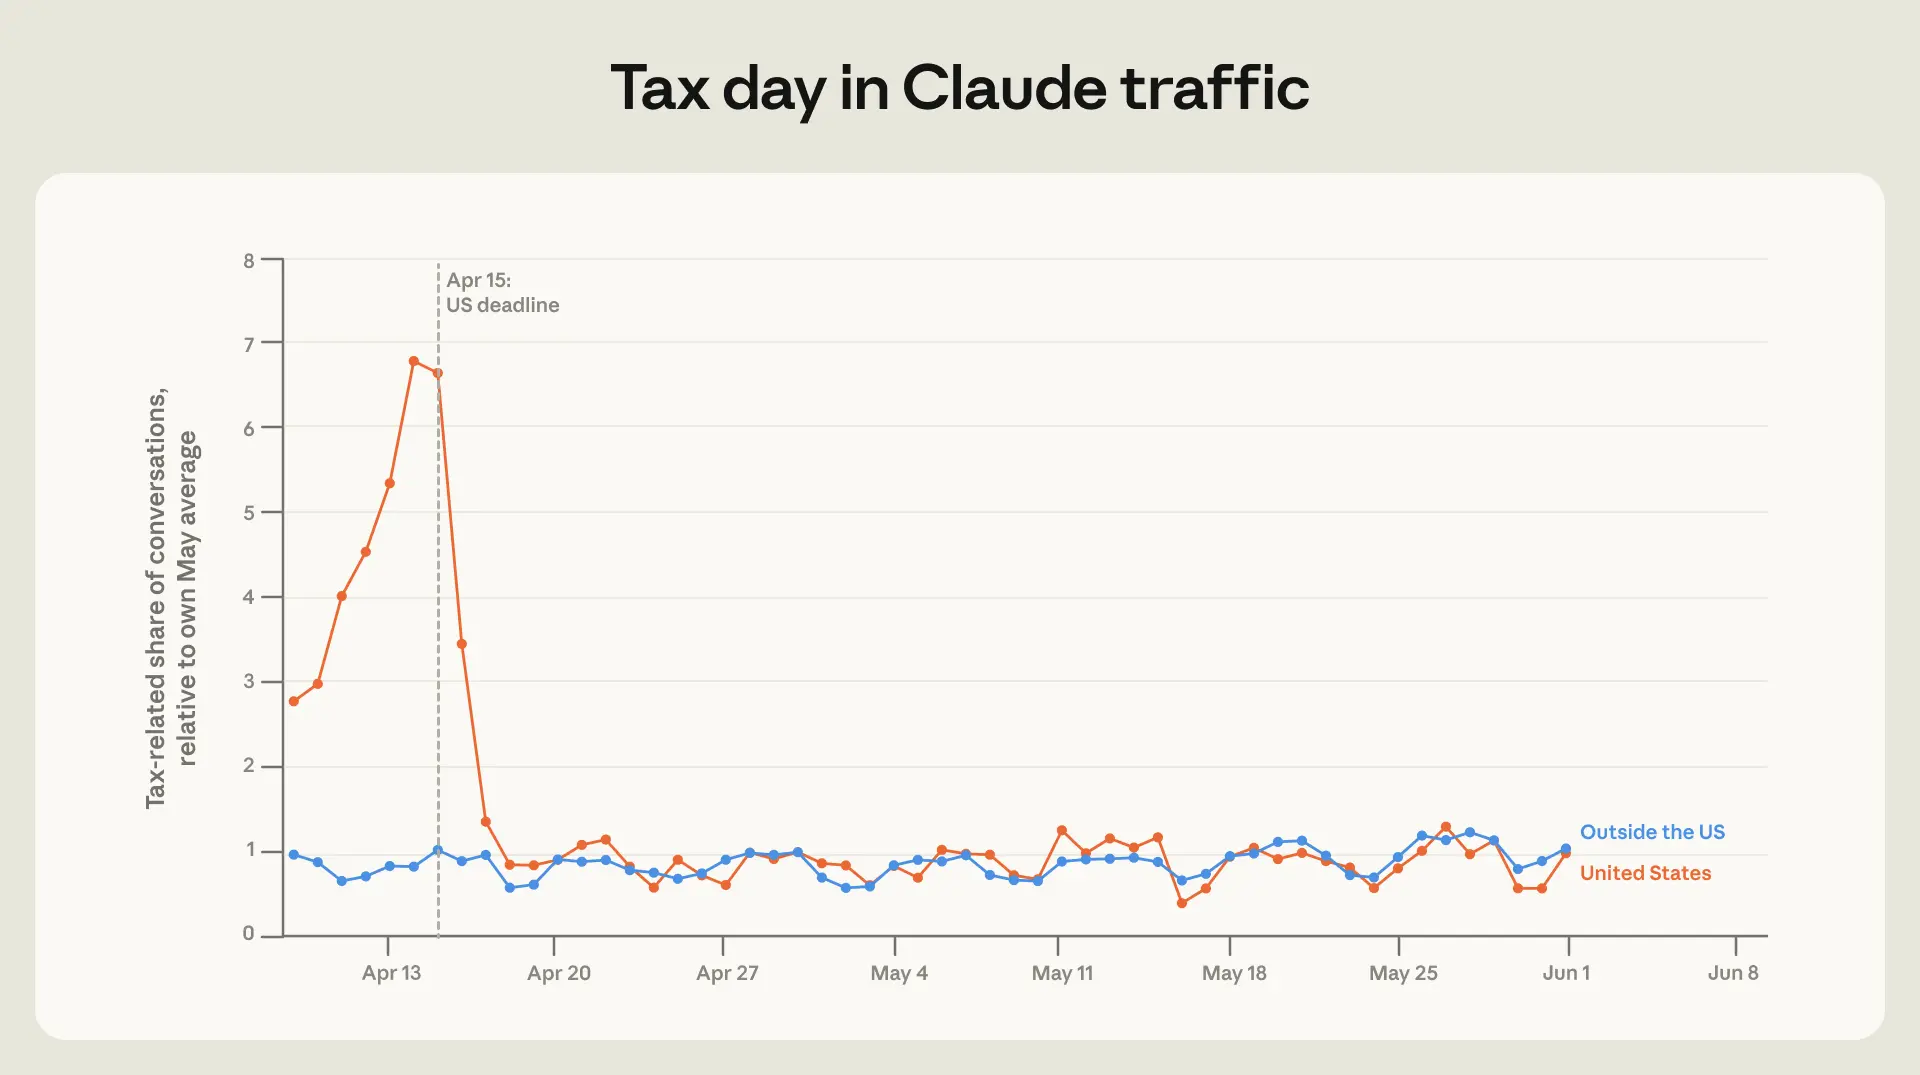 Tax day in Claude traffic
Tax-related share of conversations,
relative to own May average
8
7
6
5
4
3
2
1
0
Apr 15:
US deadline
Outside the US
United States
Apr 13
Apr 20
Apr 27
May 4
May 11
May 18
May 25
Jun 1
Jun 8